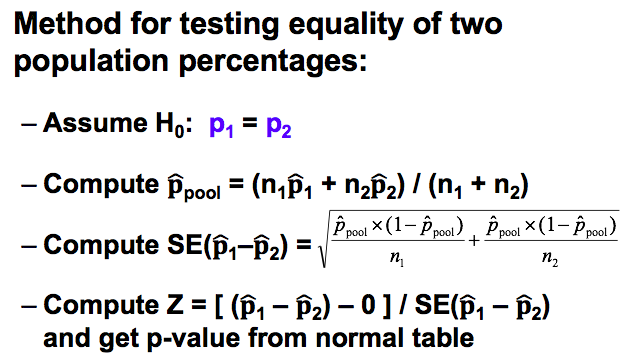 Method for testing equality of two
population percentages:
– Assume H₀: p₁ = p₂
– Compute p̂pool = (n₁p̂₁ + n₂p̂₂) / (n₁ + n₂)
– Compute SE(p̂₁–p̂₂) = √( p̂pool ×(1– p̂pool) / n₁ + p̂pool ×(1– p̂pool) / n₂ )
– Compute Z = [ (p̂₁ – p̂₂) – 0 ] / SE(p̂₁ – p̂₂)
and get p-value from normal table